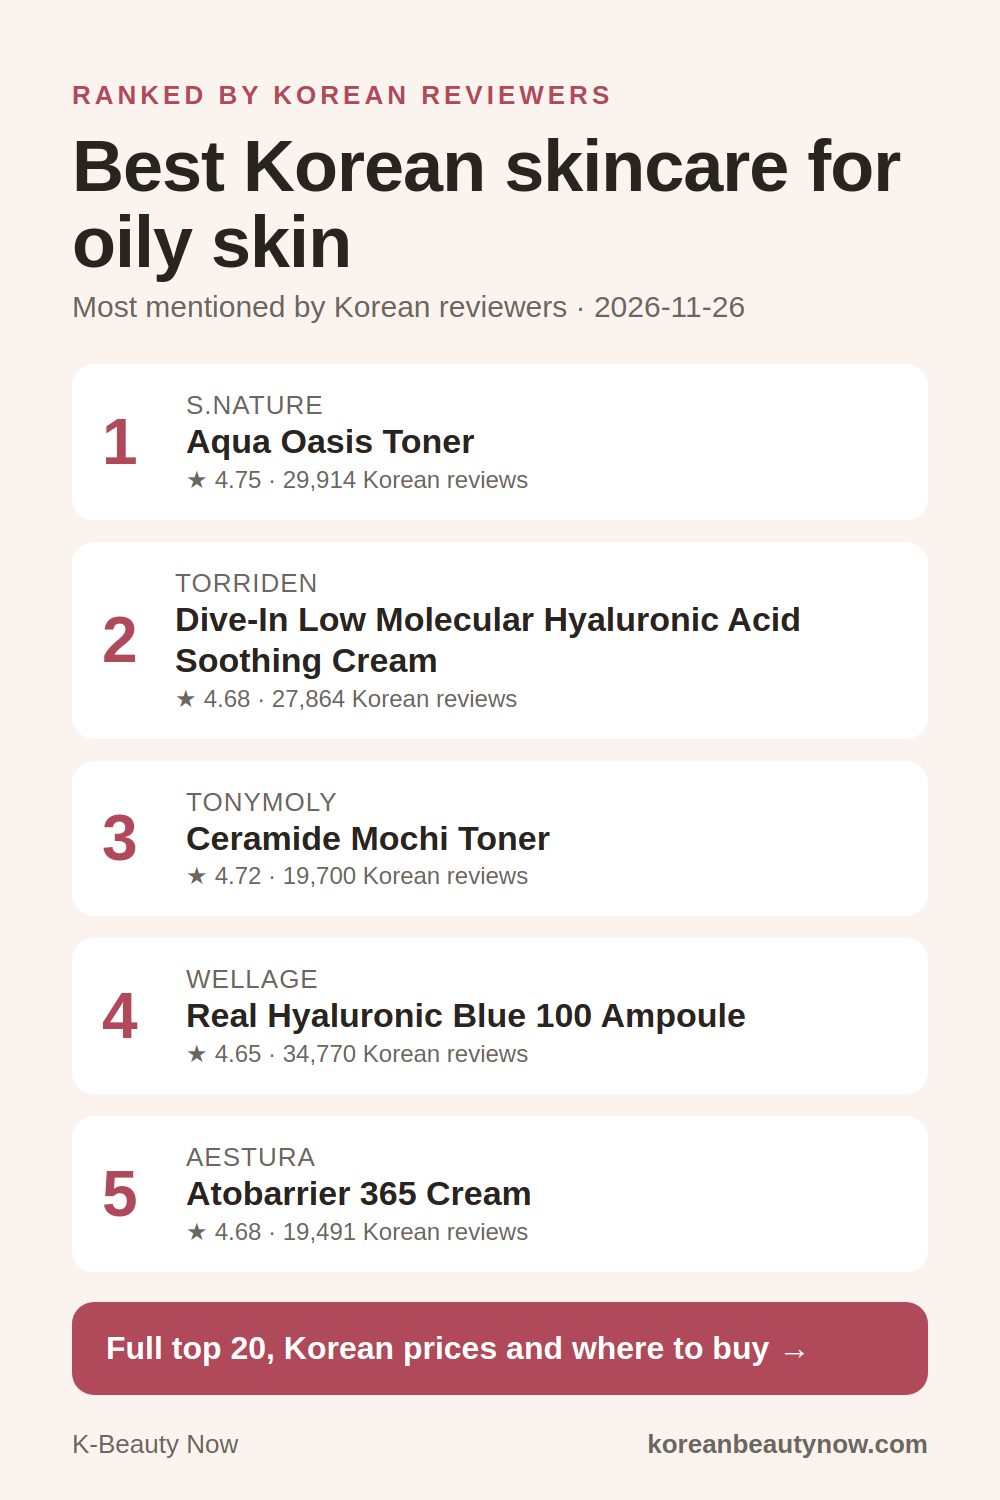 RANKED BY KOREAN REVIEWERS
Best Korean skincare for
oily skin
Most mentioned by Korean reviewers · 2026-11-26
1
S.NATURE
Aqua Oasis Toner
★ 4.75 · 29,914 Korean reviews
2
TORRIDEN
Dive-In Low Molecular Hyaluronic Acid
Soothing Cream
★ 4.68 · 27,864 Korean reviews
3
TONYMOLY
Ceramide Mochi Toner
★ 4.72 · 19,700 Korean reviews
4
WELLAGE
Real Hyaluronic Blue 100 Ampoule
★ 4.65 · 34,770 Korean reviews
5
AESTURA
Atobarrier 365 Cream
★ 4.68 · 19,491 Korean reviews
Full top 20, Korean prices and where to buy →
K-Beauty Now
koreanbeautynow.com